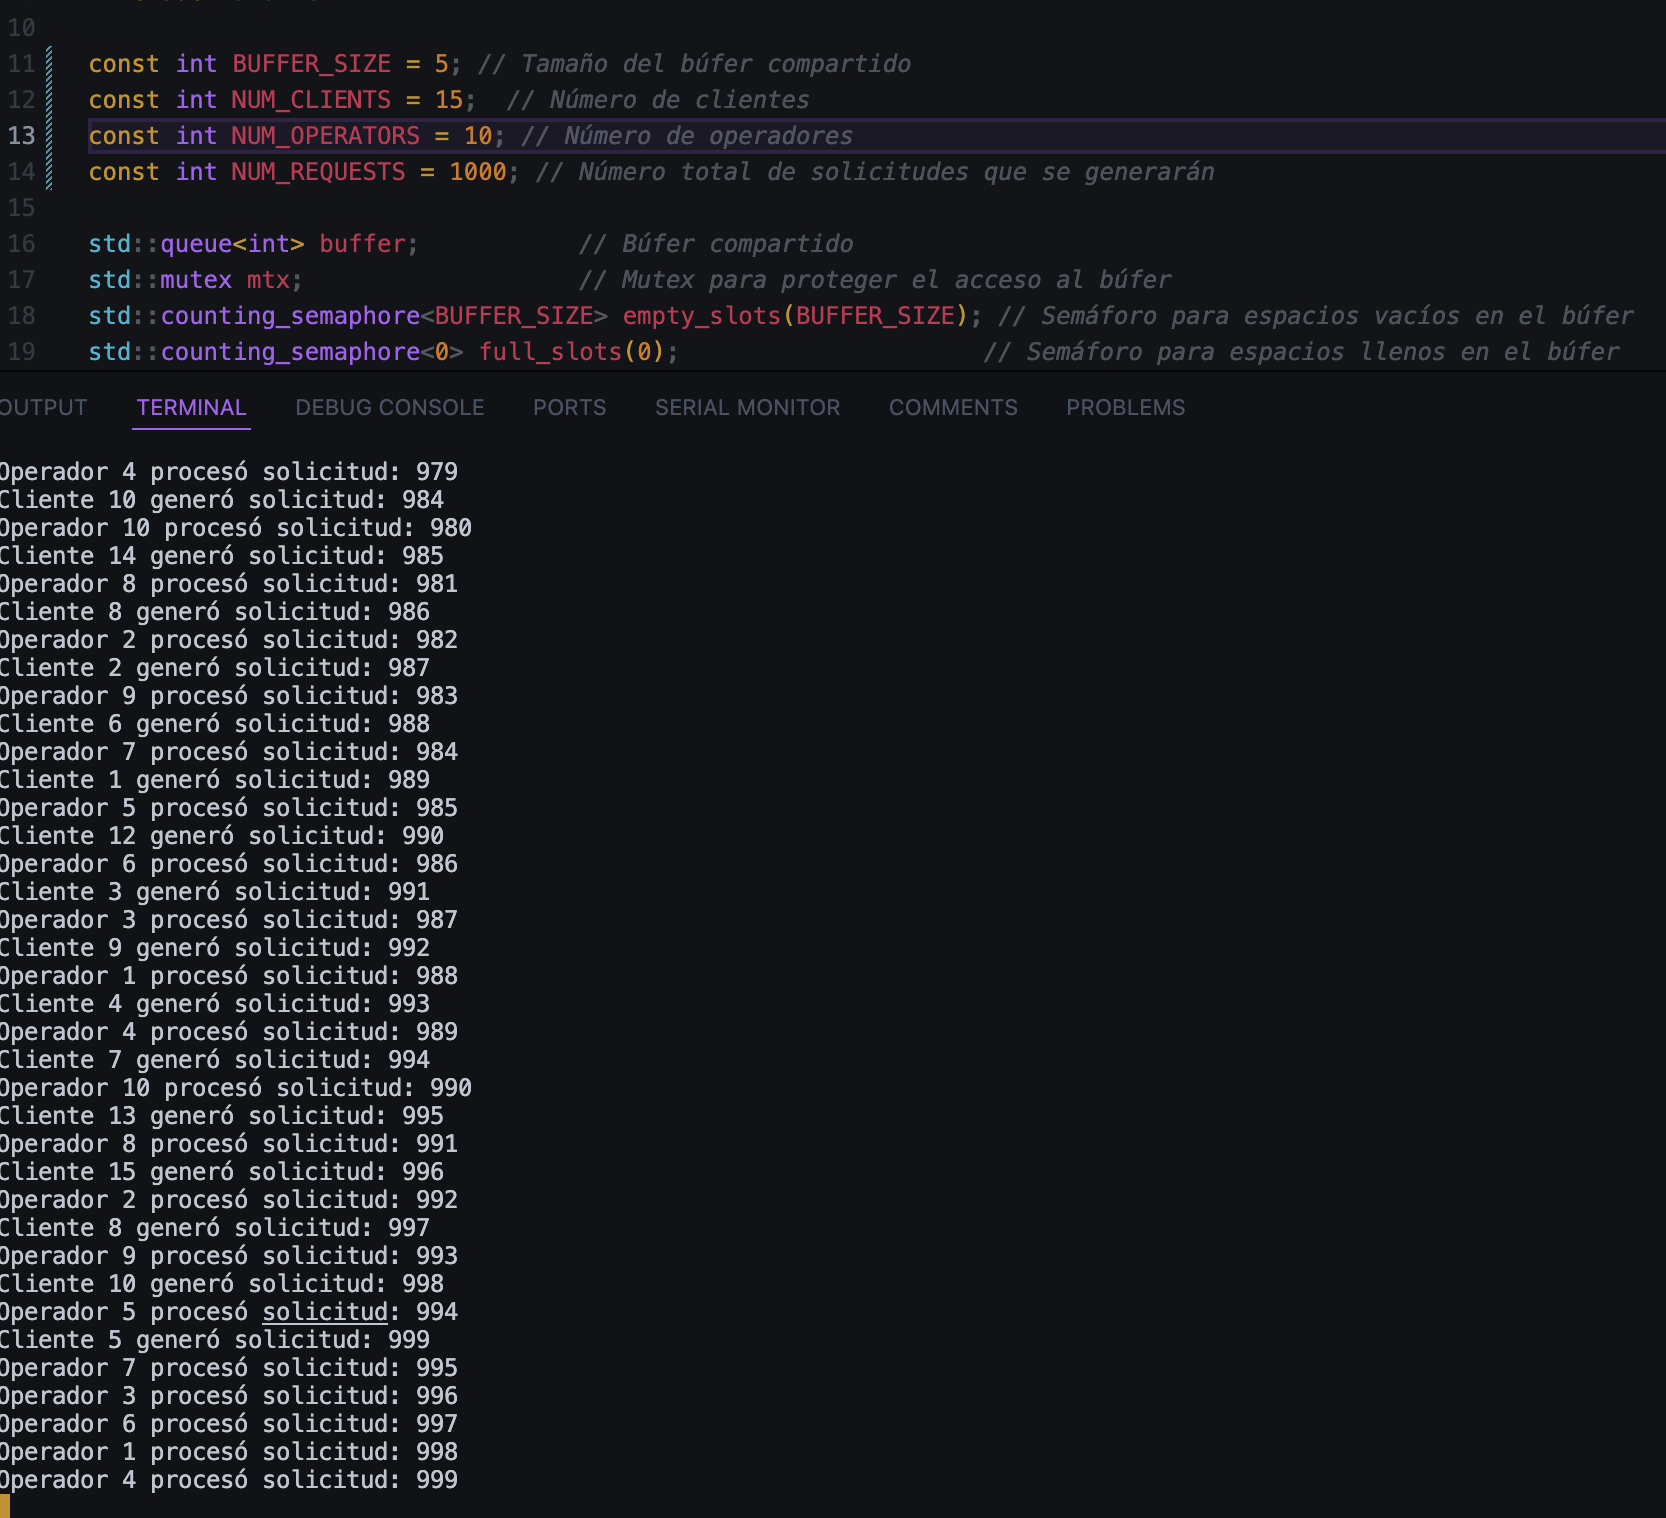 10
11 const int BUFFER_SIZE = 5; // Tamaño del búfer compartido
12 const int NUM_CLIENTS = 15; // Número de clientes
13 const int NUM_OPERATORS = 10; // Número de operadores
14 const int NUM_REQUESTS = 1000; // Número total de solicitudes que se generarán
15
16 std::queue<int> buffer; // Búfer compartido
17 std::mutex mtx; // Mutex para proteger el acceso al búfer
18 std::counting_semaphore<BUFFER_SIZE> empty_slots(BUFFER_SIZE); // Semáforo para espacios vacíos en el búfer
19 std::counting_semaphore<0> full_slots(0); // Semáforo para espacios llenos en el búfer
OUTPUT TERMINAL DEBUG CONSOLE PORTS SERIAL MONITOR COMMENTS PROBLEMS
Operador 4 procesó solicitud: 979
Cliente 10 generó solicitud: 984
Operador 10 procesó solicitud: 980
Cliente 14 generó solicitud: 985
Operador 8 procesó solicitud: 981
Cliente 8 generó solicitud: 986
Operador 2 procesó solicitud: 982
Cliente 2 generó solicitud: 987
Operador 9 procesó solicitud: 983
Cliente 6 generó solicitud: 988
Operador 7 procesó solicitud: 984
Cliente 1 generó solicitud: 989
Operador 5 procesó solicitud: 985
Cliente 12 generó solicitud: 990
Operador 6 procesó solicitud: 986
Cliente 3 generó solicitud: 991
Operador 3 procesó solicitud: 987
Cliente 9 generó solicitud: 992
Operador 1 procesó solicitud: 988
Cliente 4 generó solicitud: 993
Operador 4 procesó solicitud: 989
Cliente 7 generó solicitud: 994
Operador 10 procesó solicitud: 990
Cliente 13 generó solicitud: 995
Operador 8 procesó solicitud: 991
Cliente 15 generó solicitud: 996
Operador 2 procesó solicitud: 992
Cliente 8 generó solicitud: 997
Operador 9 procesó solicitud: 993
Cliente 10 generó solicitud: 998
Operador 5 procesó solicitud: 994
Cliente 5 generó solicitud: 999
Operador 7 procesó solicitud: 995
Operador 3 procesó solicitud: 996
Operador 6 procesó solicitud: 997
Operador 1 procesó solicitud: 998
Operador 4 procesó solicitud: 999